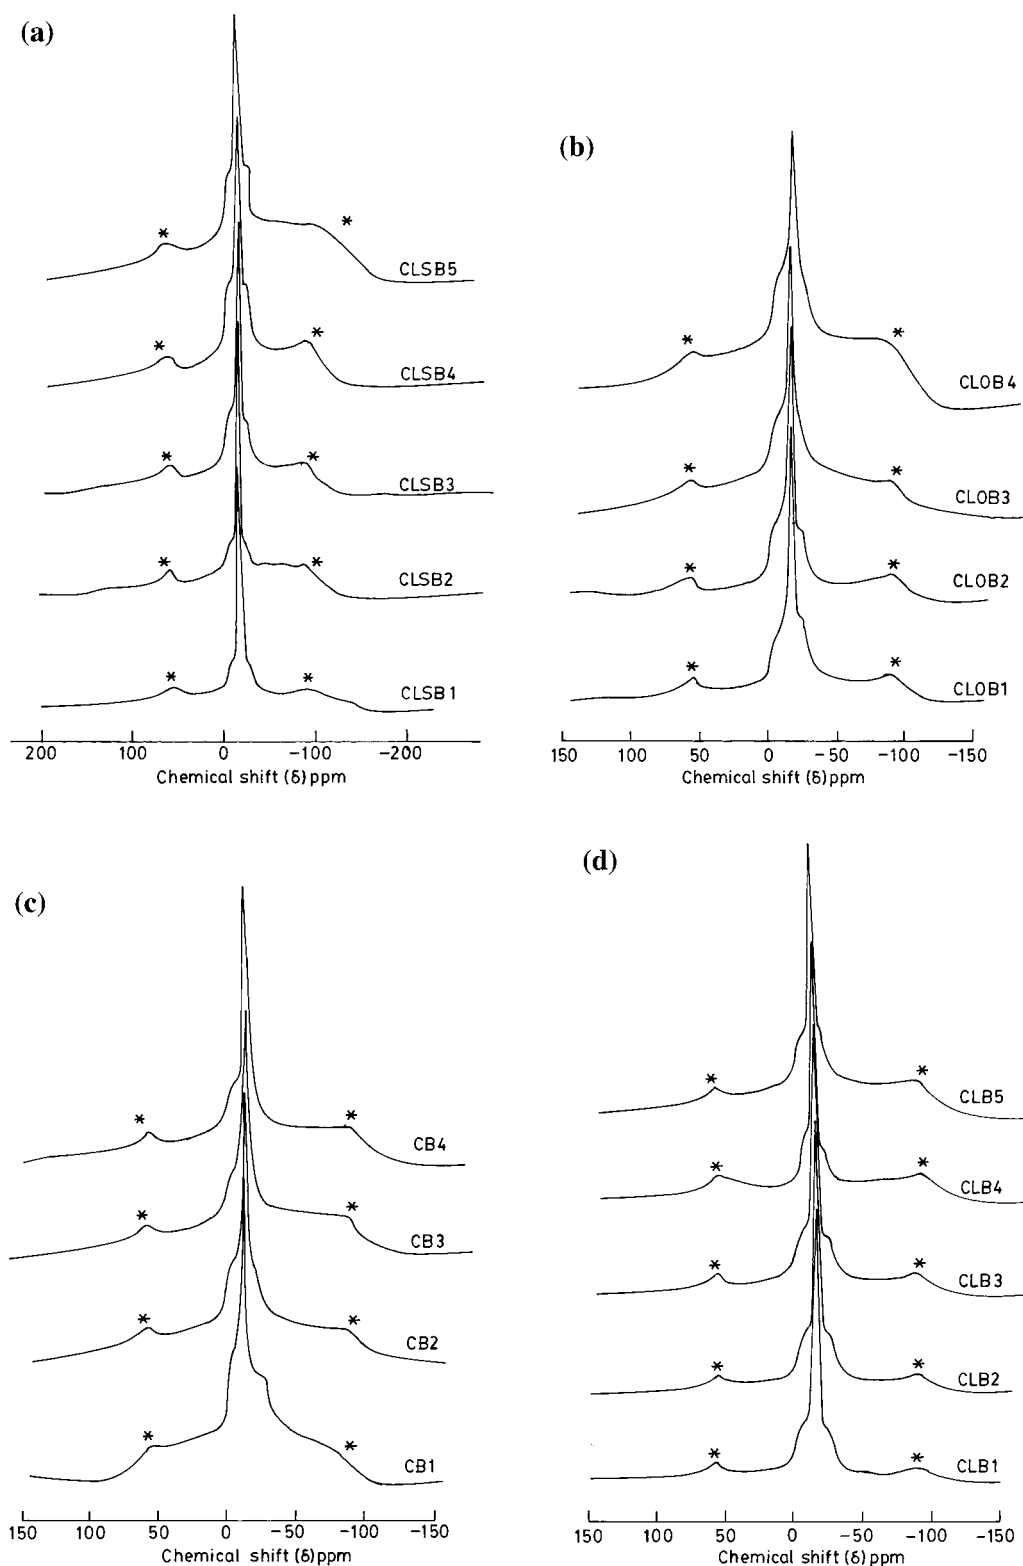 (a)
*
*
CLSB5
*
*
CLSB4
*
*
CLSB3
*
*
CLSB2
*
*
CLSB1
200 100 0 -100 -200
Chemical shift (δ) ppm
(b)
*
*
CLOB4
*
*
CLOB3
*
*
CLOB2
*
*
CLOB1
150 100 50 0 -50 -100 -150
Chemical shift (δ) ppm
(c)
*
*
CB4
*
*
CB3
*
*
CB2
*
*
CB1
150 100 50 0 -50 -100 -150
Chemical shift (δ) ppm
(d)
*
*
CLB5
*
*
CLB4
*
*
CLB3
*
*
CLB2
*
*
CLB1
150 100 50 0 -50 -100 -150
Chemical shift (δ) ppm